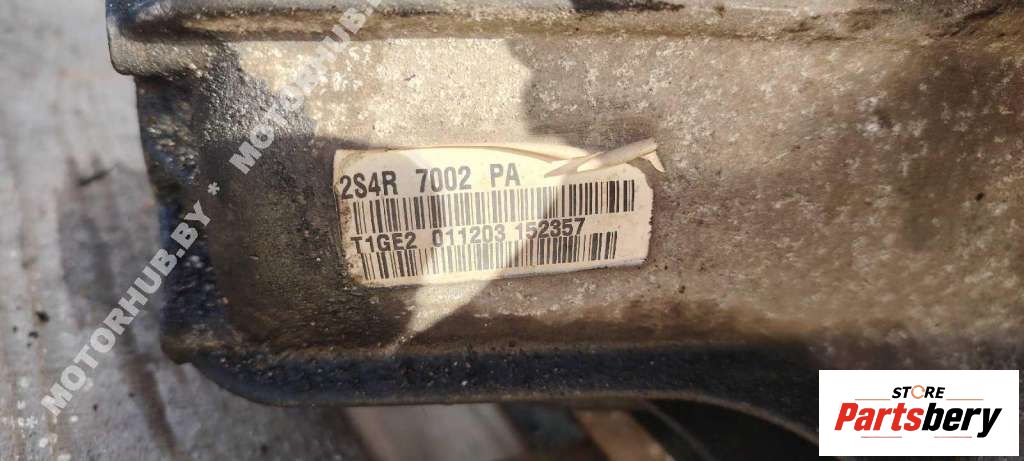 MOTORHUB.BY * MOTORHUB.BY
2S4R 7002 PA
T1GE2 011203 152357
STORE
Partsbery